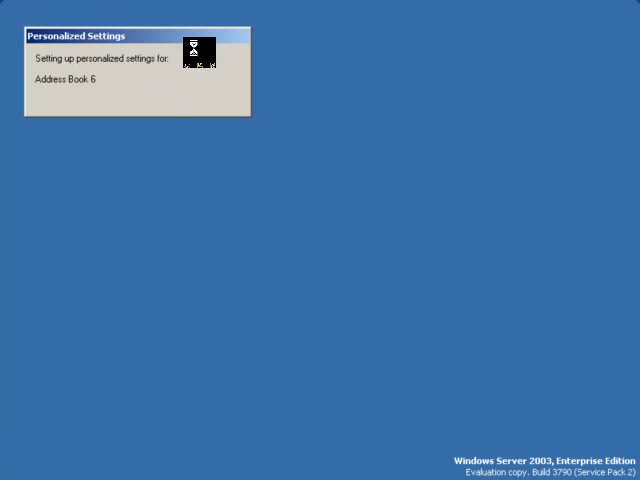 Personalized Settings
Setting up personalized settings for:
Address Book 6
Windows Server 2003, Enterprise Edition
Evaluation copy. Build 3790 (Service Pack 2)